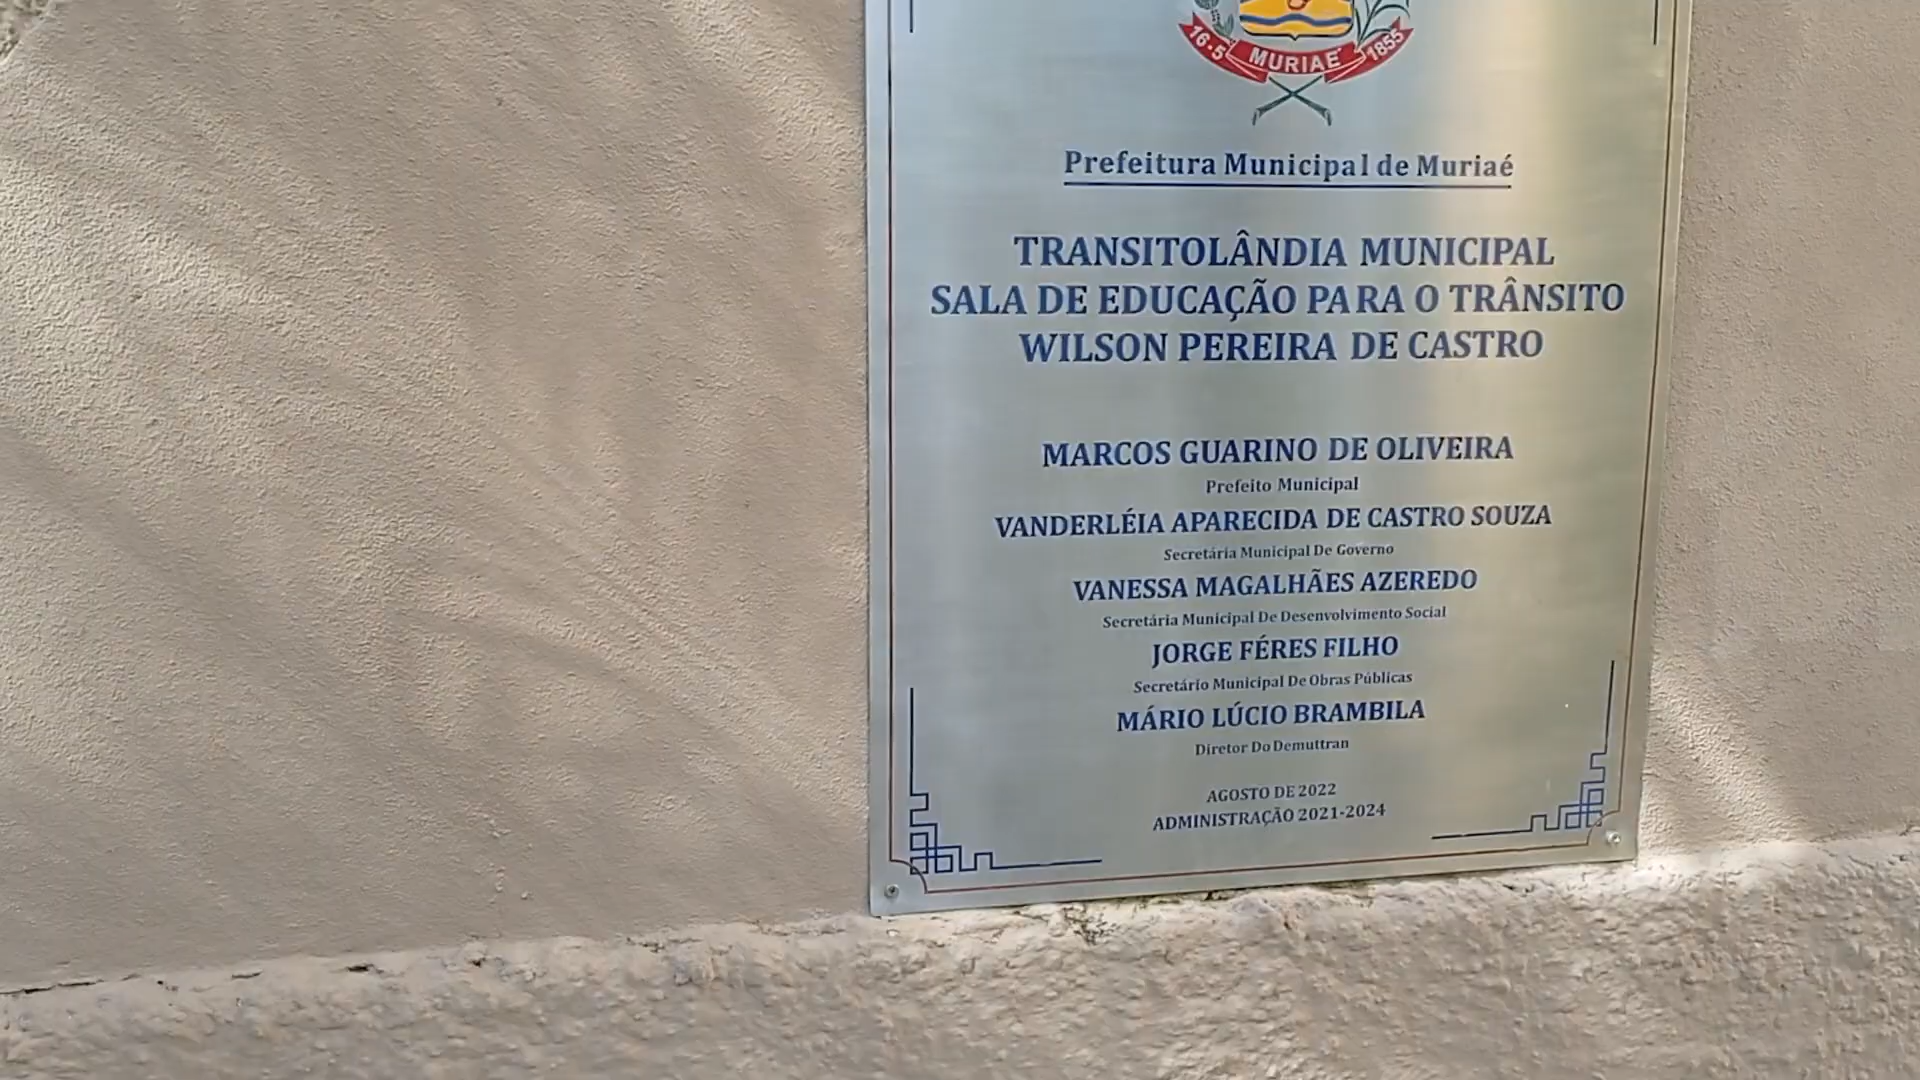 16-5 MURIAÉ 1855
Prefeitura Municipal de Muriaé
TRANSITOLÂNDIA MUNICIPAL
SALA DE EDUCAÇÃO PARA O TRÂNSITO
WILSON PEREIRA DE CASTRO
MARCOS GUARINO DE OLIVEIRA
Prefeito Municipal
VANDERLÉIA APARECIDA DE CASTRO SOUZA
Secretária Municipal De Governo
VANESSA MAGALHÃES AZEREDO
Secretária Municipal De Desenvolvimento Social
JORGE FÉRES FILHO
Secretário Municipal De Obras Públicas
MÁRIO LÚCIO BRAMBILA
Diretor Do Demuttran
AGOSTO DE 2022
ADMINISTRAÇÃO 2021-2024